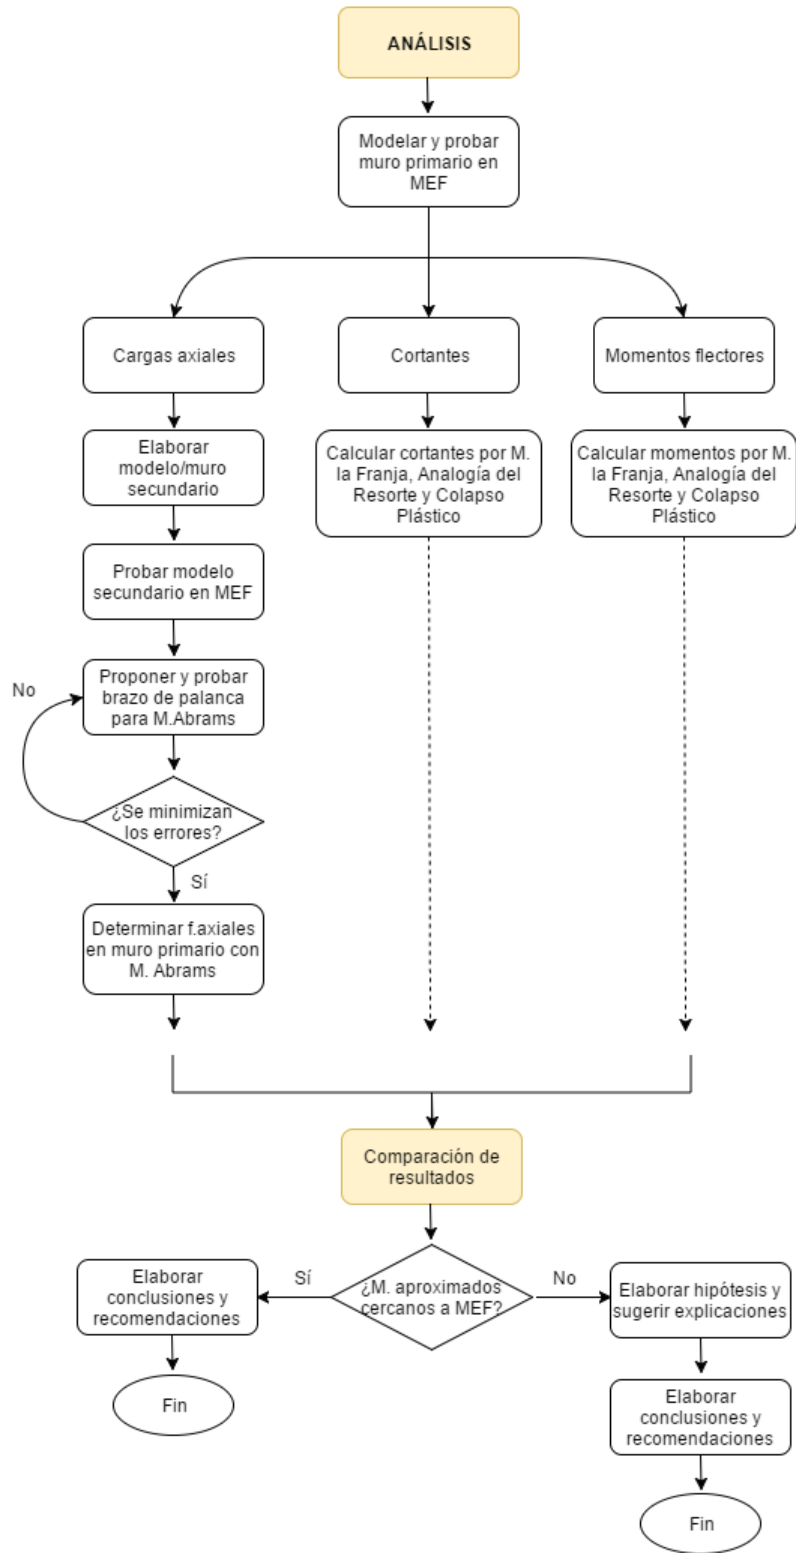 ANÁLISIS
Modelar y probar
muro primario en
MEF
Cargas axiales
Cortantes
Momentos flectores
Elaborar
modelo/muro
secundario
Calcular cortantes por M.
la Franja, Analogía del
Resorte y Colapso
Plástico
Calcular momentos por M.
la Franja, Analogía del
Resorte y Colapso
Plástico
Probar modelo
secundario en MEF
No
Proponer y probar
brazo de palanca
para M.Abrams
¿Se minimizan
los errores?
Sí
Determinar f.axiales
en muro primario con
M. Abrams
Comparación de
resultados
¿M. aproximados
cercanos a MEF?
Sí
No
Elaborar
conclusiones y
recomendaciones
Fin
Elaborar hipótesis y
sugerir explicaciones
Elaborar
conclusiones y
recomendaciones
Fin